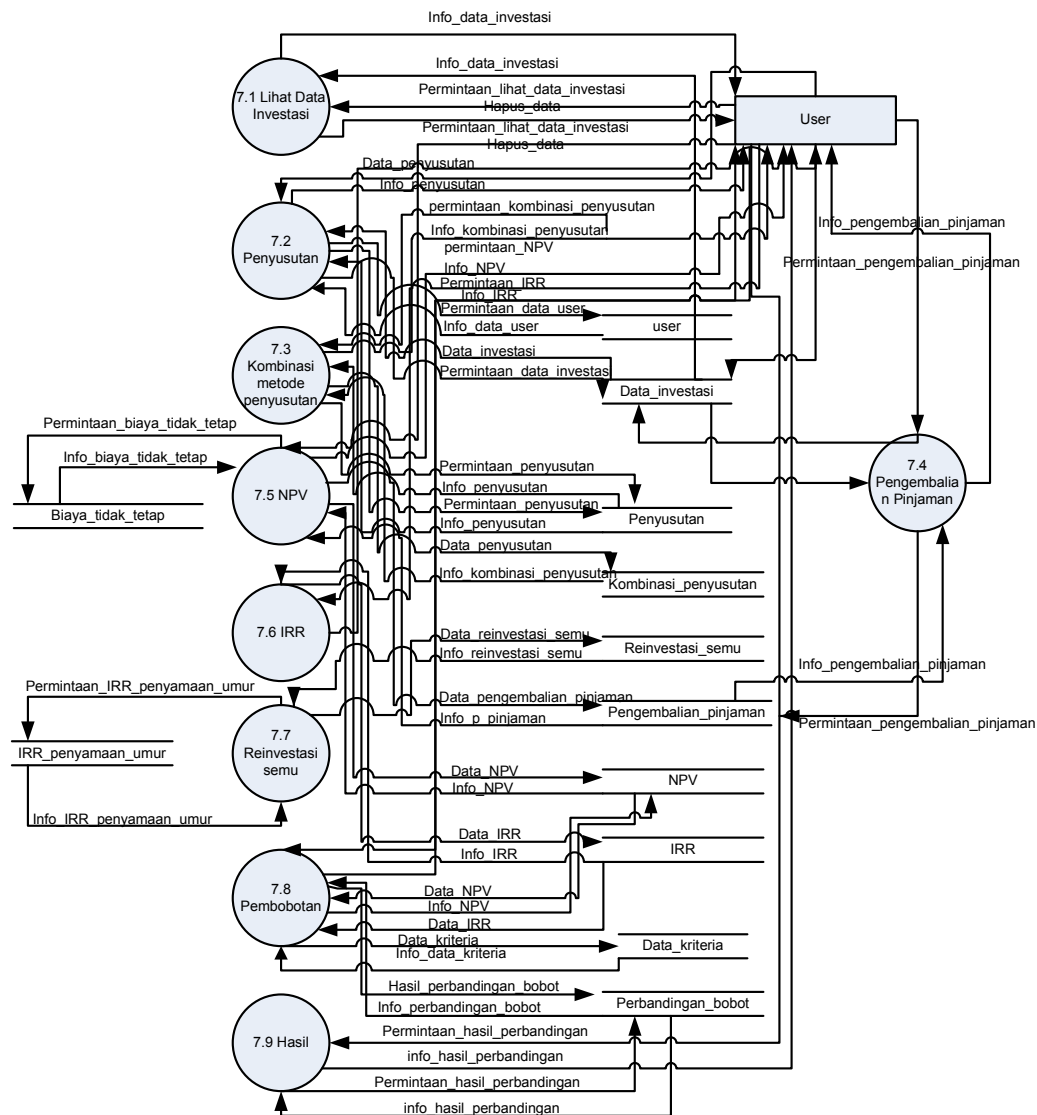 Info_data_investasi
Info_data_investasi
7.1 Lihat Data
Investasi
Permintaan_lihat_data_investasi
Hapus_data
User
Permintaan_lihat_data_investasi
Hapus_data
Data_penyusutan
Info_penyusutan
permintaan_kombinasi_penyusutan
Info_kombinasi_penyusutan
permintaan_NPV
Info_pengembalian_pinjaman
7.2
Penyusutan
Info_NPV
Permintaan_IRR
Info_IRR
Permintaan_pengembalian_pinjaman
Permintaan_data_user
Info_data_user
user
7.3
Kombinasi
metode
penyusutan
Data_investasi
Permintaan_data_investasi
Data_investasi
Permintaan_biaya_tidak_tetap
Info_biaya_tidak_tetap
Biaya_tidak_tetap
7.5 NPV
7.4
Pengembalia
n Pinjaman
Permintaan_penyusutan
Info_penyusutan
Permintaan_penyusutan
Info_penyusutan
Penyusutan
Data_penyusutan
Info_kombinasi_penyusutan
Kombinasi_penyusutan
7.6 IRR
Data_reinvestasi_semu
Info_reinvestasi_semu
Reinvestasi_semu
Permintaan_IRR_penyamaan_umur
IRR_penyamaan_umur
Info_IRR_penyamaan_umur
7.7
Reinvestasi
semu
Data_pengembalian_pinjaman
Info_p_pinjaman
Pengembalian_pinjaman
Info_pengembalian_pinjaman
Permintaan_pengembalian_pinjaman
Data_NPV
Info_NPV
NPV
Data_IRR
Info_IRR
IRR
7.8
Pembobotan
Data_NPV
Info_NPV
Data_IRR
Data_kriteria
Info_data_kriteria
Data_kriteria
Hasil_perbandingan_bobot
Info_perbandingan_bobot
Perbandingan_bobot
7.9 Hasil
Permintaan_hasil_perbandingan
info_hasil_perbandingan
Permintaan_hasil_perbandingan
info_hasil_perbandingan